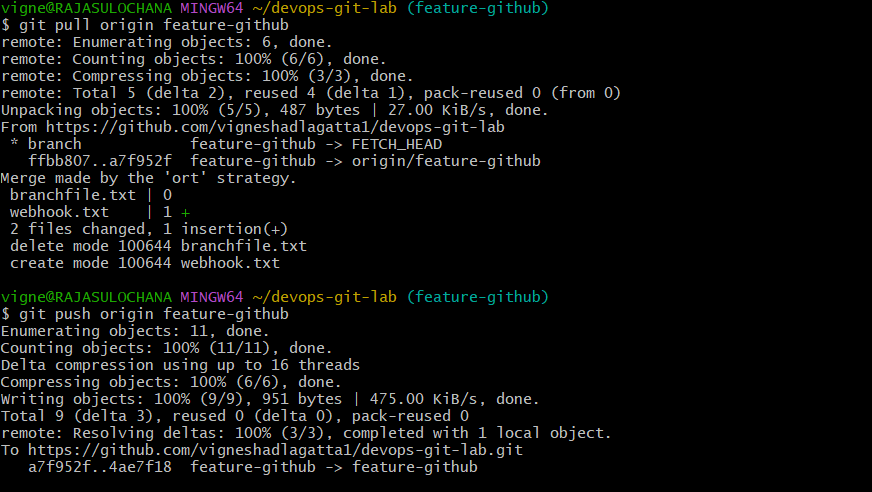 vigne@RAJASULOCHANA MINGW64 ~/devops-git-lab (feature-github)
$ git pull origin feature-github
remote: Enumerating objects: 6, done.
remote: Counting objects: 100% (6/6), done.
remote: Compressing objects: 100% (3/3), done.
remote: Total 5 (delta 2), reused 4 (delta 1), pack-reused 0 (from 0)
Unpacking objects: 100% (5/5), 487 bytes | 27.00 KiB/s, done.
From https://github.com/vigneshadlagatta1/devops-git-lab
 * branch            feature-github -> FETCH_HEAD
   ffbb807..a7f952f  feature-github -> origin/feature-github
Merge made by the 'ort' strategy.
 branchfile.txt | 0
 webhook.txt    | 1 +
 2 files changed, 1 insertion(+)
 delete mode 100644 branchfile.txt
 create mode 100644 webhook.txt
vigne@RAJASULOCHANA MINGW64 ~/devops-git-lab (feature-github)
$ git push origin feature-github
Enumerating objects: 11, done.
Counting objects: 100% (11/11), done.
Delta compression using up to 16 threads
Compressing objects: 100% (6/6), done.
Writing objects: 100% (9/9), 951 bytes | 475.00 KiB/s, done.
Total 9 (delta 3), reused 0 (delta 0), pack-reused 0
remote: Resolving deltas: 100% (3/3), completed with 1 local object.
To https://github.com/vigneshadlagatta1/devops-git-lab.git
   a7f952f..4ae7f18  feature-github -> feature-github